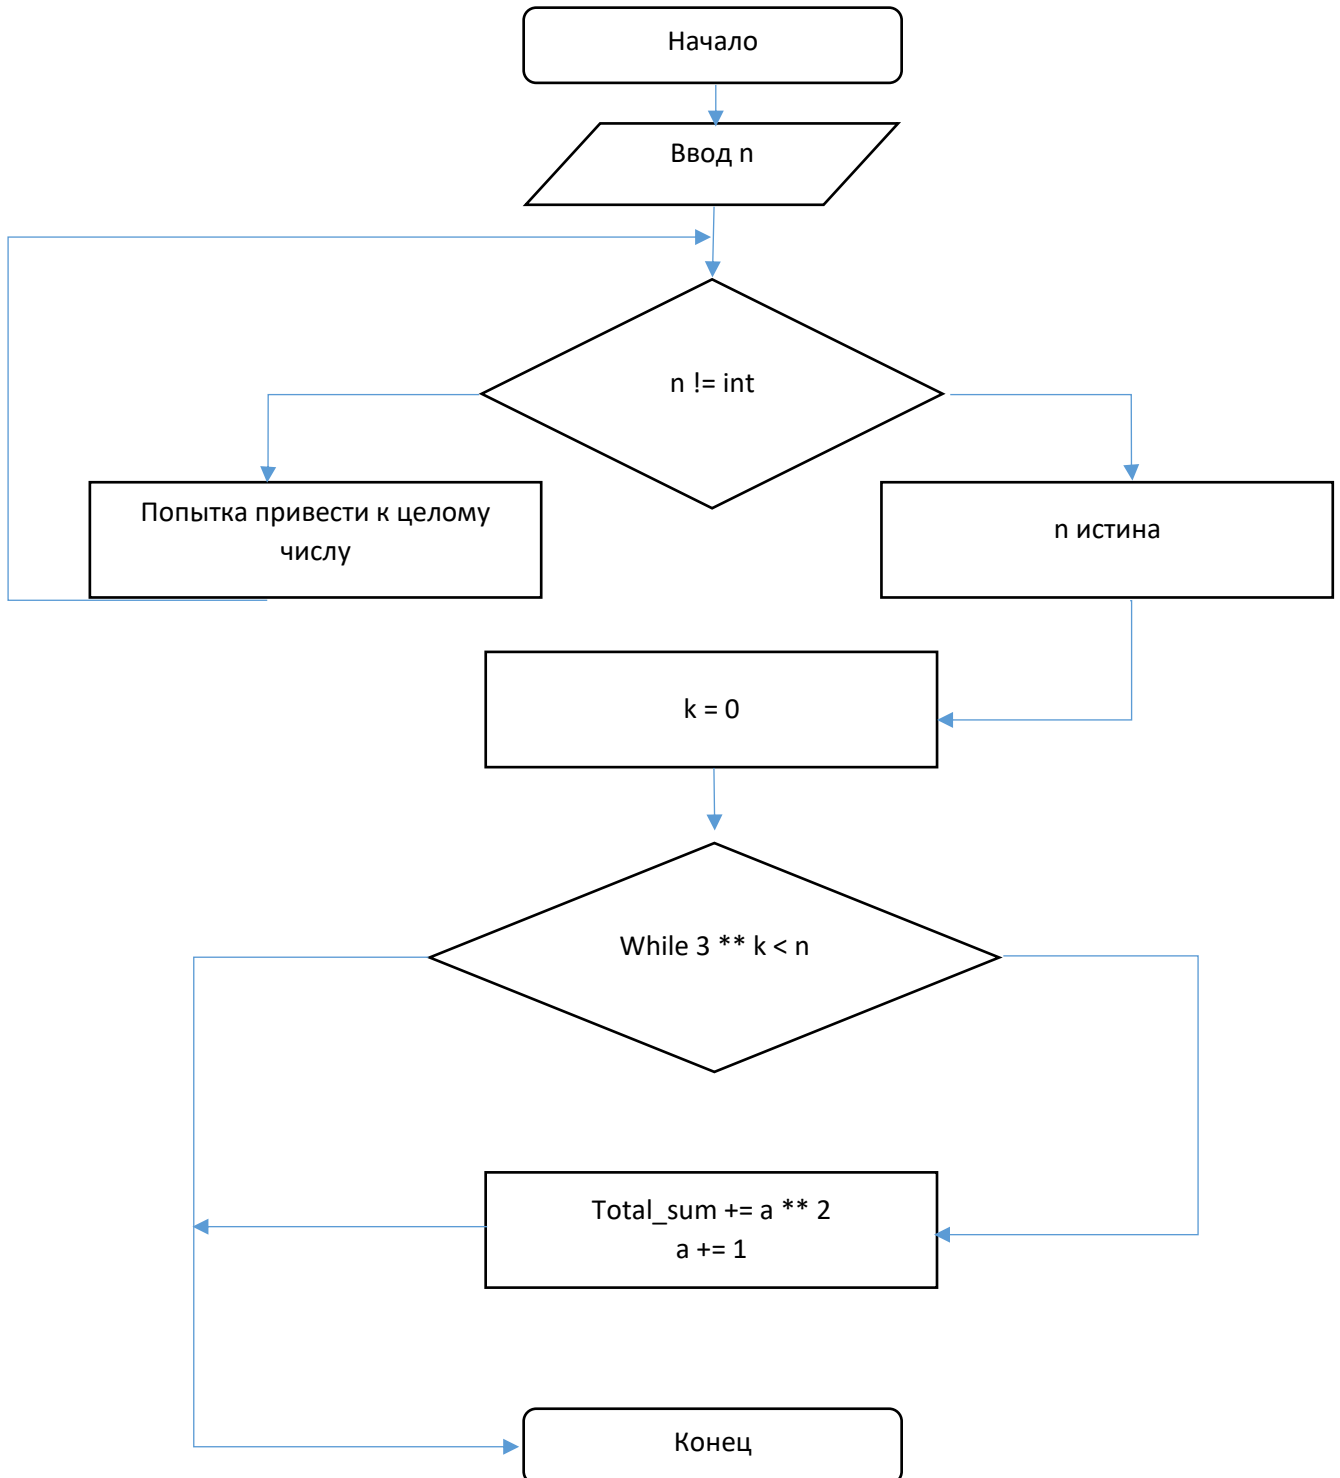 Начало
Ввод n
n != int
Попытка привести к целому
числу
n истина
k = 0
While 3 ** k < n
Total_sum += a ** 2
a += 1
Конец